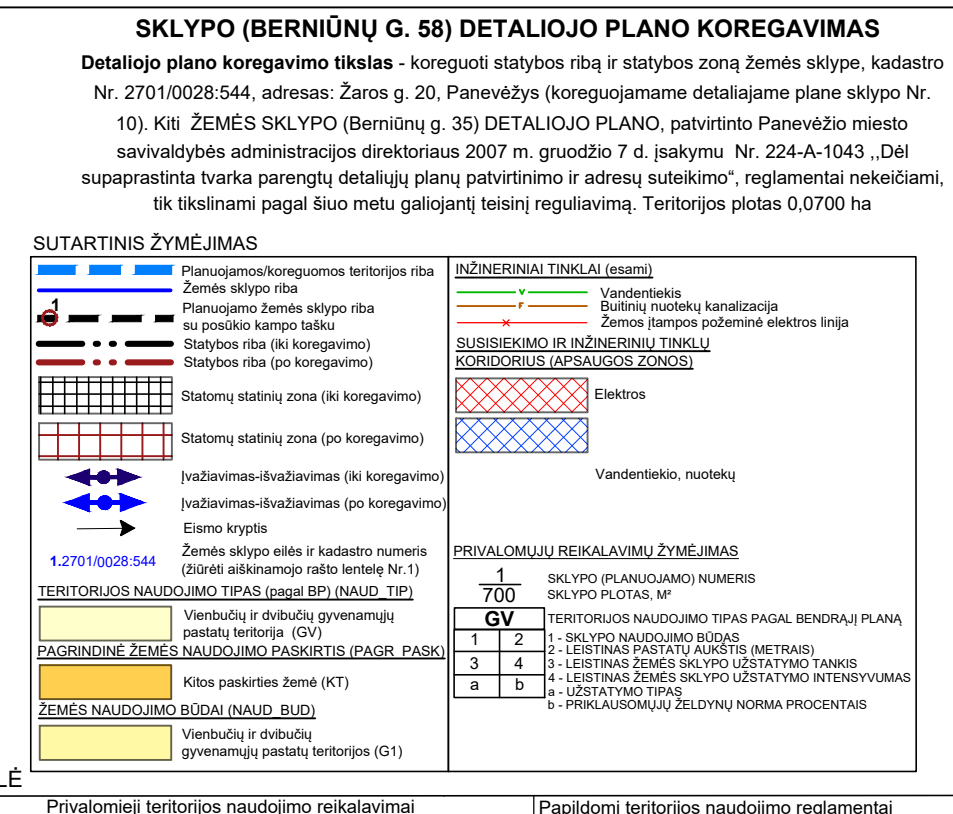 SKLYPO (BERNIŪNŲ G. 58) DETALIOJO PLANO KOREGAVIMAS
Detaliojo plano koregavimo tikslas - koreguoti statybos ribą ir statybos zoną žemės sklype, kadastro
Nr. 2701/0028:544, adresas: Žaros g. 20, Panevėžys (koreguojamame detaliajame plane sklypo Nr.
10). Kiti ŽEMĖS SKLYPO (Berniūnų g. 35) DETALIOJO PLANO, patvirtinto Panevėžio miesto
savivaldybės administracijos direktoriaus 2007 m. gruodžio 7 d. įsakymu Nr. 224-A-1043 ,,Dėl
supaprastinta tvarka parengtų detaliųjų planų patvirtinimo ir adresų suteikimo“, reglamentai nekeičiami,
tik tikslinami pagal šiuo metu galiojantį teisinį reguliavimą. Teritorijos plotas 0,0700 ha
SUTARTINIS ŽYMĖJIMAS
Planuojamos/koreguomos teritorijos riba
Žemės sklypo riba
1
Planuojamo žemės sklypo riba
su posūkio kampo tašku
Statybos riba (iki koregavimo)
Statybos riba (po koregavimo)
Statomų statinių zona (iki koregavimo)
Statomų statinių zona (po koregavimo)
Įvažiavimas-išvažiavimas (iki koregavimo)
Įvažiavimas-išvažiavimas (po koregavimo)
Eismo kryptis
1.2701/0028:544
Žemės sklypo eilės ir kadastro numeris
(žiūrėti aiškinamojo rašto lentelę Nr.1)
TERITORIJOS NAUDOJIMO TIPAS (pagal BP) (NAUD_TIP)
Vienbučių ir dvibučių gyvenamųjų
pastatų teritorija (GV)
PAGRINDINĖ ŽEMĖS NAUDOJIMO PASKIRTIS (PAGR_PASK)
Kitos paskirties žemė (KT)
ŽEMĖS NAUDOJIMO BŪDAI (NAUD_BUD)
Vienbučių ir dvibučių
gyvenamųjų pastatų teritorijos (G1)
INŽINERINIAI TINKLAI (esami)
V
Vandentiekis
F
Buitinių nuotekų kanalizacija
Žemos įtampos požeminė elektros linija
SUSISIEKIMO IR INŽINERINIŲ TINKLŲ
KORIDORIUS (APSAUGOS ZONOS)
Elektros
Vandentiekio, nuotekų
PRIVALOMŲJŲ REIKALAVIMŲ ŽYMĖJIMAS
1
SKLYPO (PLANUOJAMO) NUMERIS
700
SKLYPO PLOTAS, M²
GV
TERITORIJOS NAUDOJIMO TIPAS PAGAL BENDRĄJĮ PLANĄ
1 2
3 4
a b
1 - SKLYPO NAUDOJIMO BŪDAS
2 - LEISTINAS PASTATŲ AUKŠTIS (METRAIS)
3 - LEISTINAS ŽEMĖS SKLYPO UŽSTATYMO TANKIS
4 - LEISTINAS ŽEMĖS SKLYPO UŽSTATYMO INTENSYVUMAS
a - UŽSTATYMO TIPAS
b - PRIKLAUSOMŲJŲ ŽELDYNŲ NORMA PROCENTAIS
LĖ
Privalomieji teritorijos naudojimo reikalavimai
Papildomi teritorijos naudojimo reglamentai